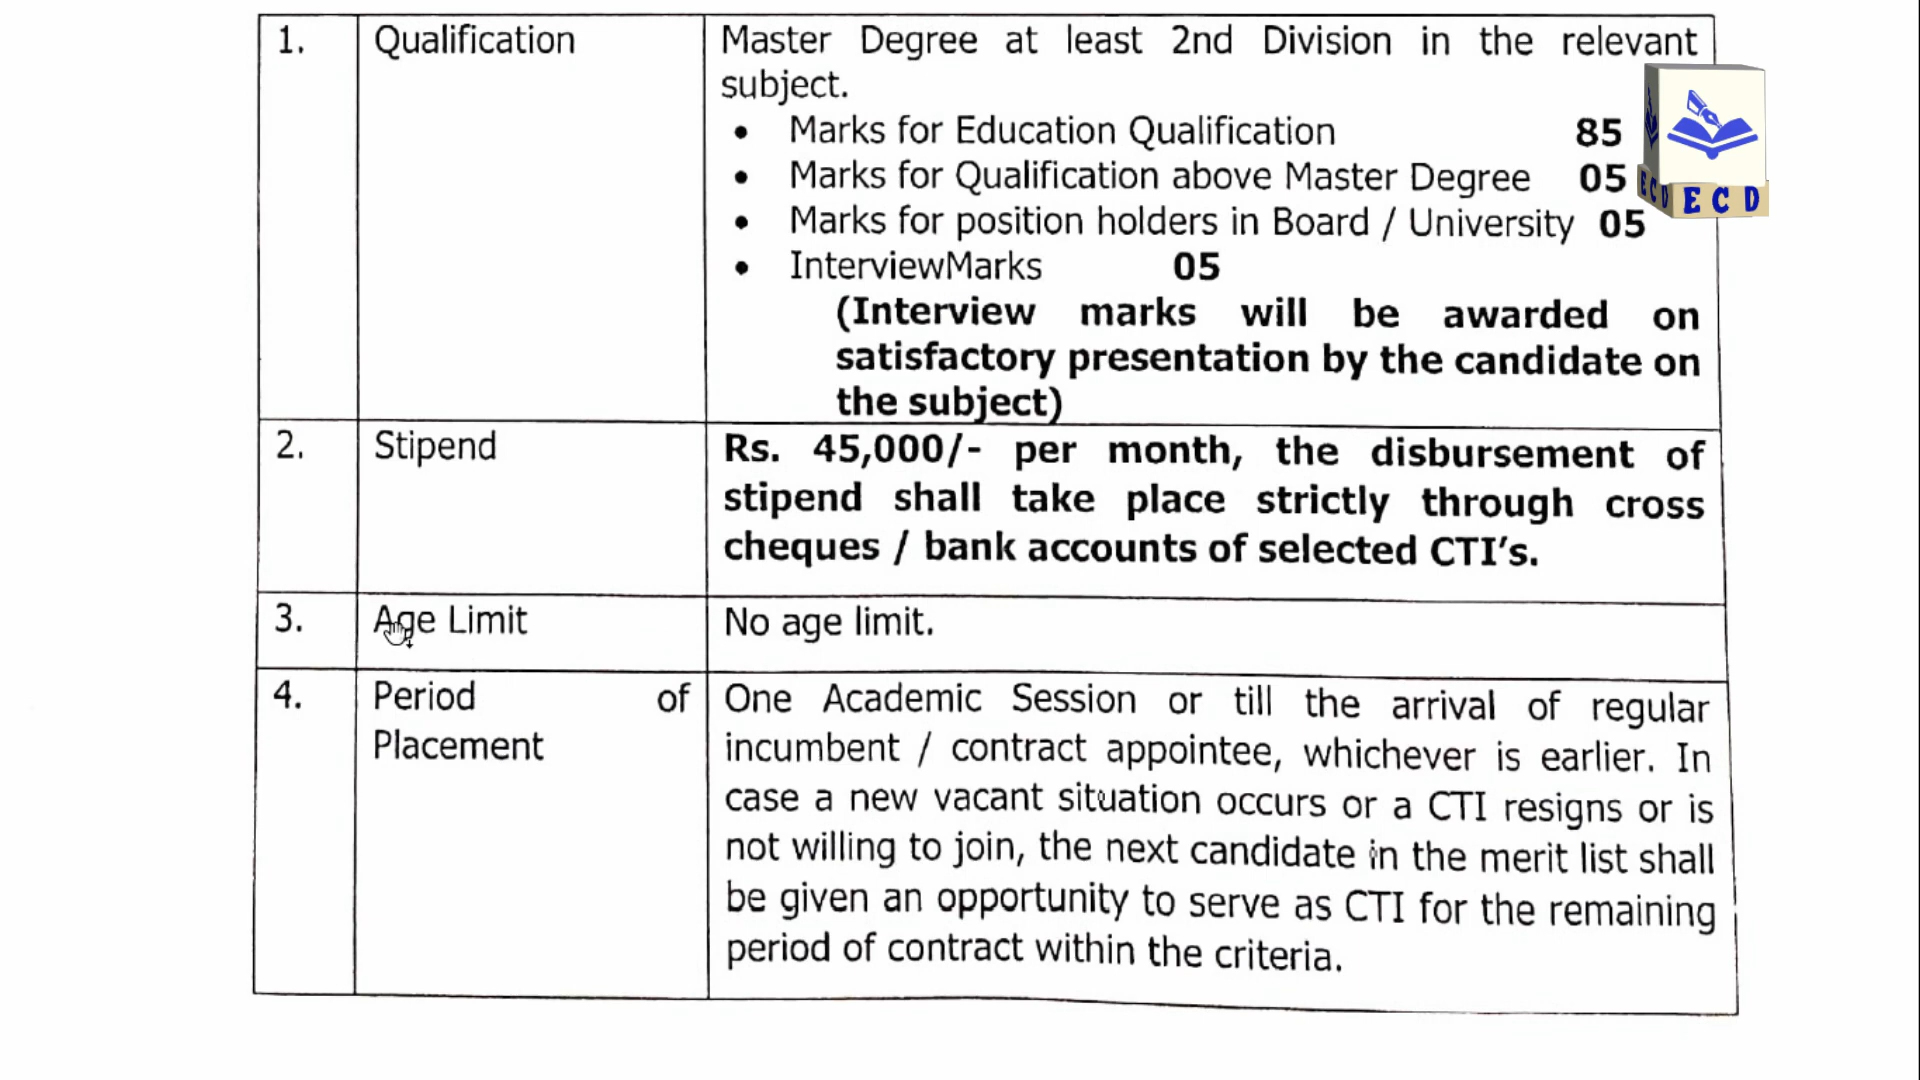 1. Qualification Master Degree at least 2nd Division in the relevant
subject.
• Marks for Education Qualification 85
• Marks for Qualification above Master Degree 05
• Marks for position holders in Board / University 05
• InterviewMarks 05
(Interview marks will be awarded on
satisfactory presentation by the candidate on
the subject)
2. Stipend Rs. 45,000/- per month, the disbursement of
stipend shall take place strictly through cross
cheques / bank accounts of selected CTI's.
3. Age Limit No age limit.
4. Period of Placement One Academic Session or till the arrival of regular
incumbent / contract appointee, whichever is earlier. In
case a new vacant situation occurs or a CTI resigns or is
not willing to join, the next candidate in the merit list shall
be given an opportunity to serve as CTI for the remaining
period of contract within the criteria.
E C D
E C D